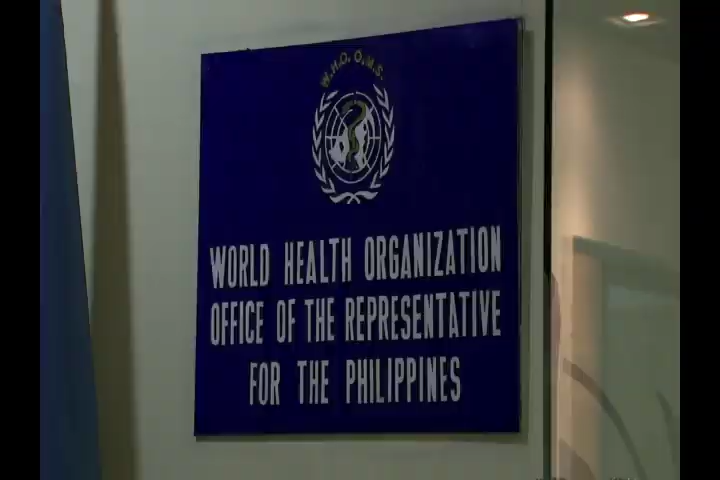 W.H.O. O.M.S.
WORLD HEALTH ORGANIZATION
OFFICE OF THE REPRESENTATIVE
FOR THE PHILIPPINES